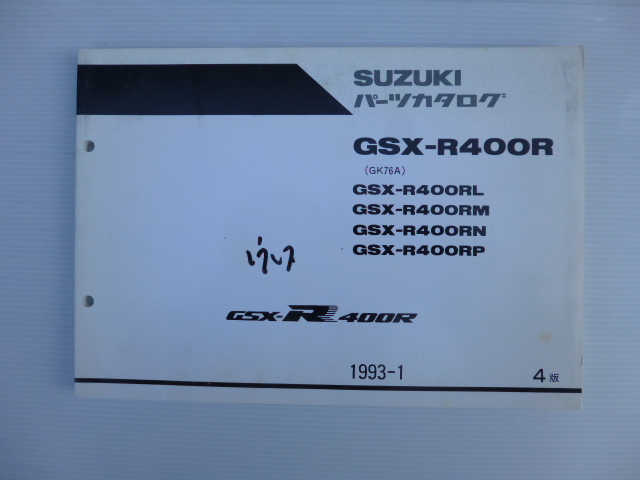 SUZUKI
パーツカタログ
GSX-R400R
(GK76A)
GSX-R400RL
GSX-R400RM
GSX-R400RN
GSX-R400RP
GSX-R400R
1993-1
4版